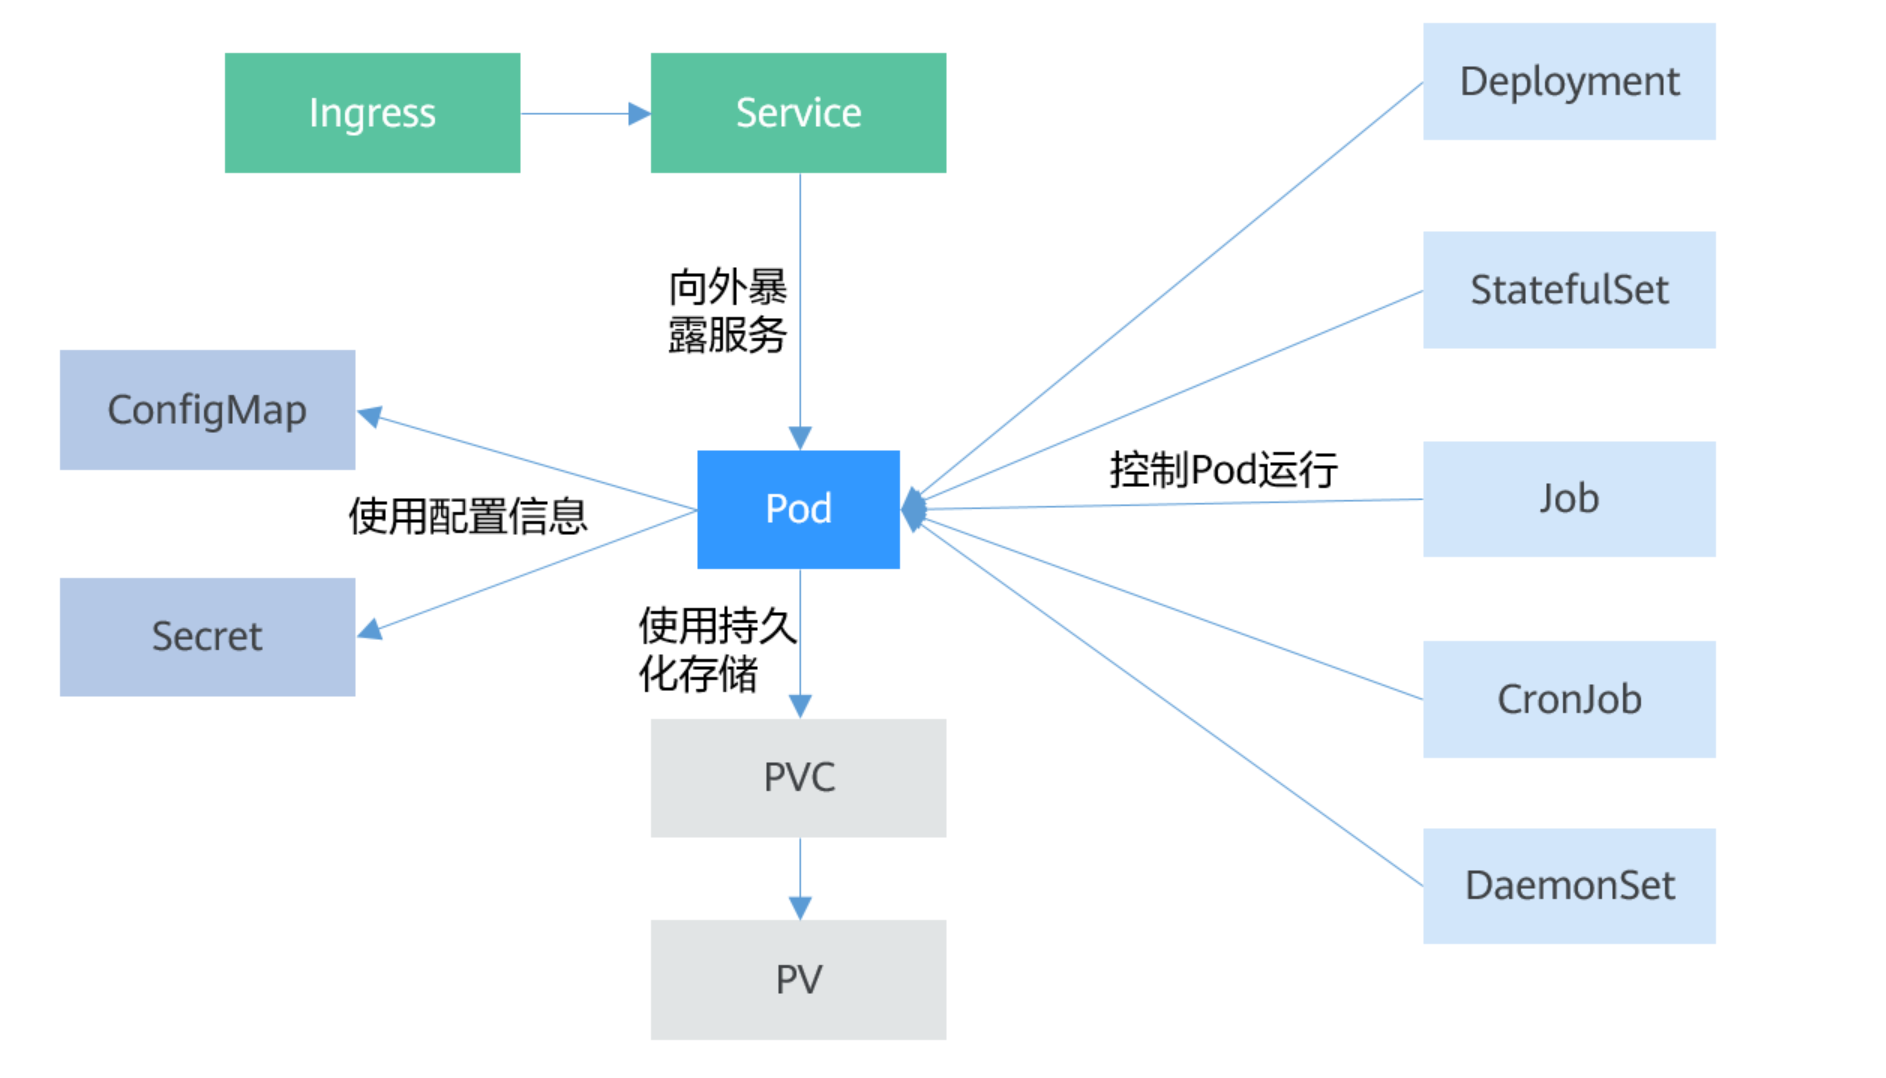 Ingress
Service
Deployment
StatefulSet
向外暴
露服务
ConfigMap
使用配置信息
Secret
Pod
控制Pod运行
Job
使用持久
化存储
CronJob
PVC
DaemonSet
PV